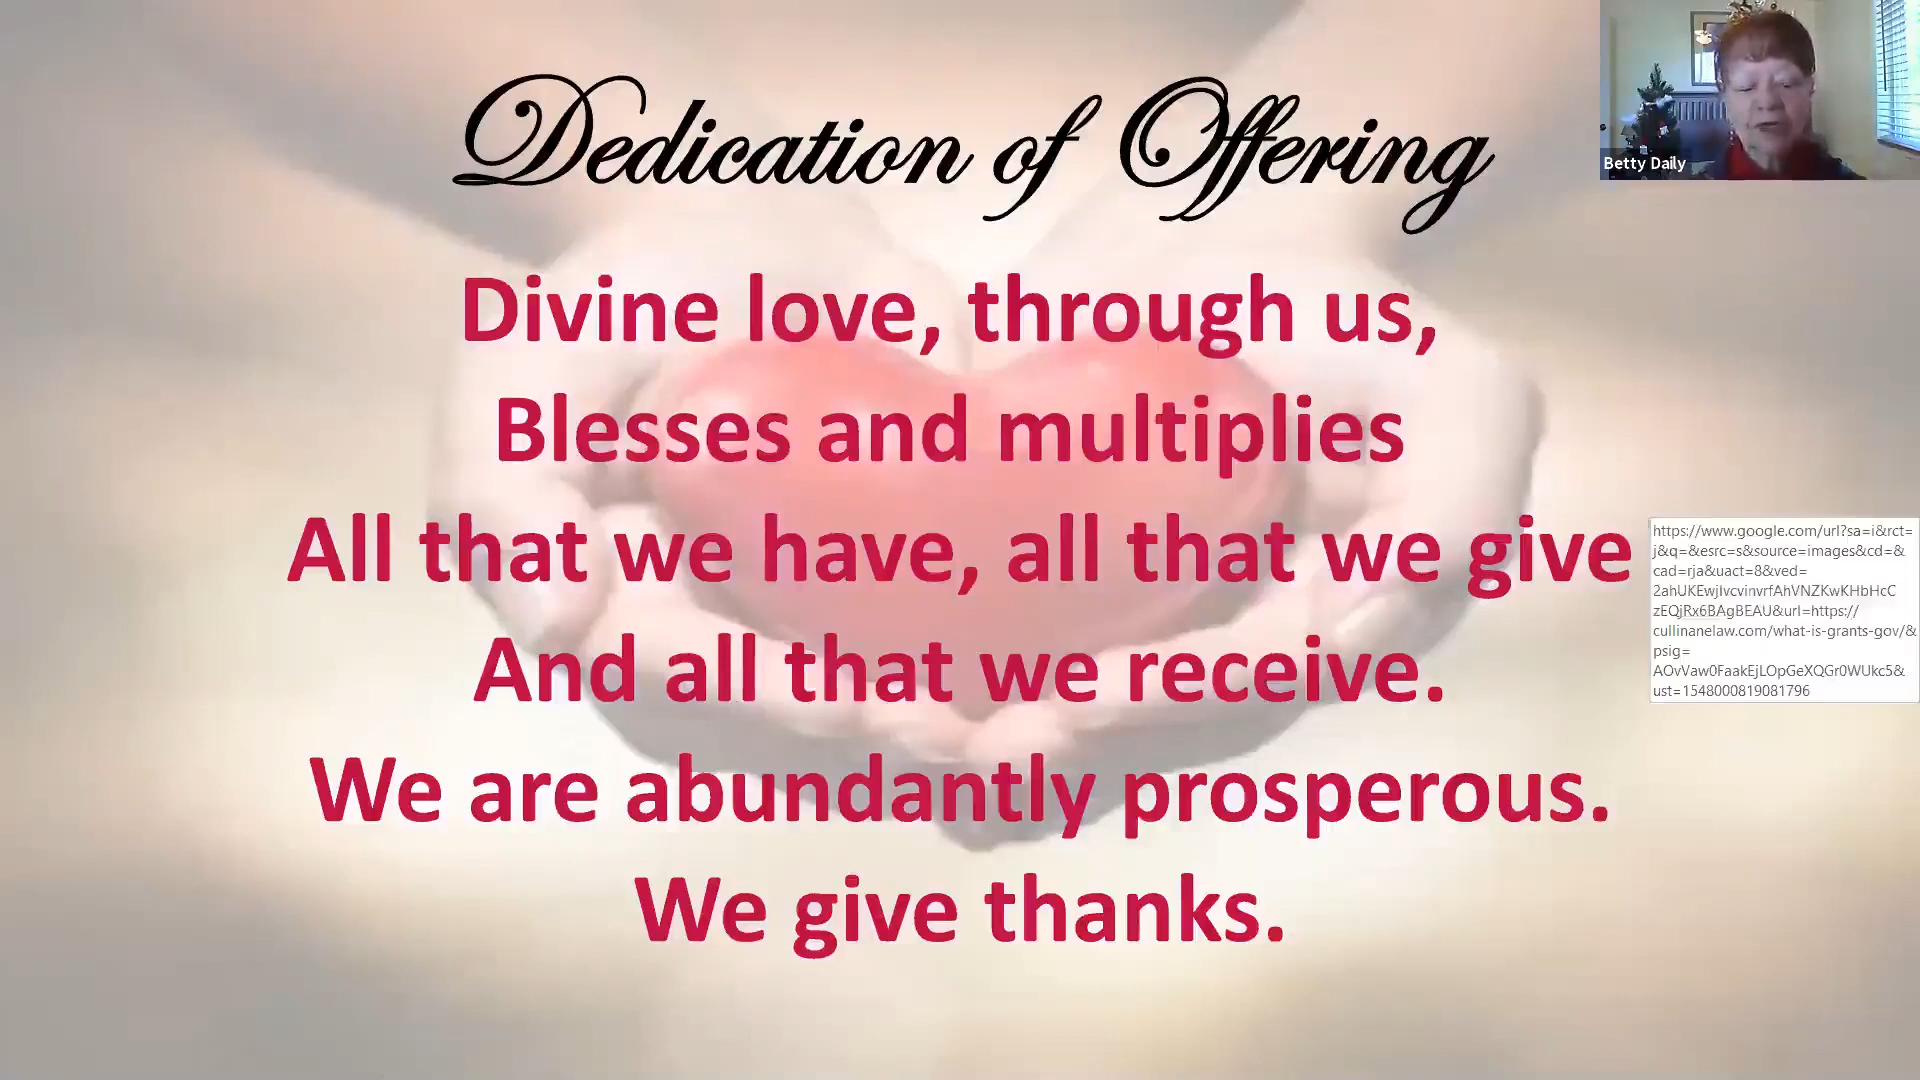 Dedication of Offering
Betty Daily
Divine love, through us,
Blesses and multiplies
All that we have, all that we give
And all that we receive.
We are abundantly prosperous.
We give thanks.
https://www.google.com/url?sa=i&rct=
j&q=&esrc=s&source=images&cd=&
cad=rja&uact=8&ved=
2ahUKEwjIvcvinvrfAhVNZKwKHbHcC
zEQjRx6BAgBEAU&url=https://
cullinanelaw.com/what-is-grants-gov/&
psig=
AOvVaw0FaakEjLOpGeXQGr0WUkc5&
ust=1548000819081796